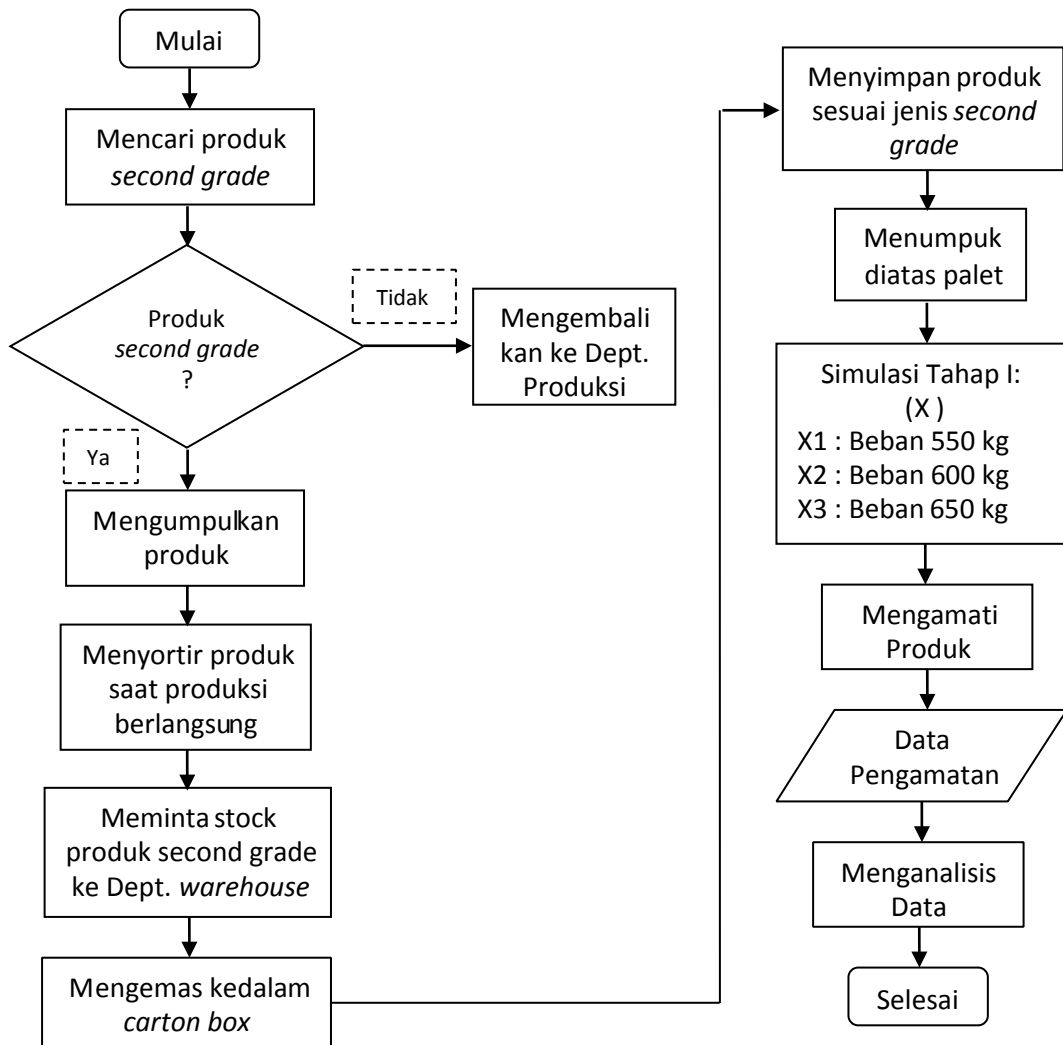 Mulai
Mencari produk
second grade
Produk
second grade
?
Tidak
Mengembali
kan ke Dept.
Produksi
Ya
Mengumpulkan
produk
Menyortir produk
saat produksi
berlangsung
Meminta stock
produk second grade
ke Dept. warehouse
Mengemas kedalam
carton box
Menyimpan produk
sesuai jenis second
grade
Menumpuk
diatas palet
Simulasi Tahap I:
(X )
X1 : Beban 550 kg
X2 : Beban 600 kg
X3 : Beban 650 kg
Mengamati
Produk
Data
Pengamatan
Menganalisis
Data
Selesai